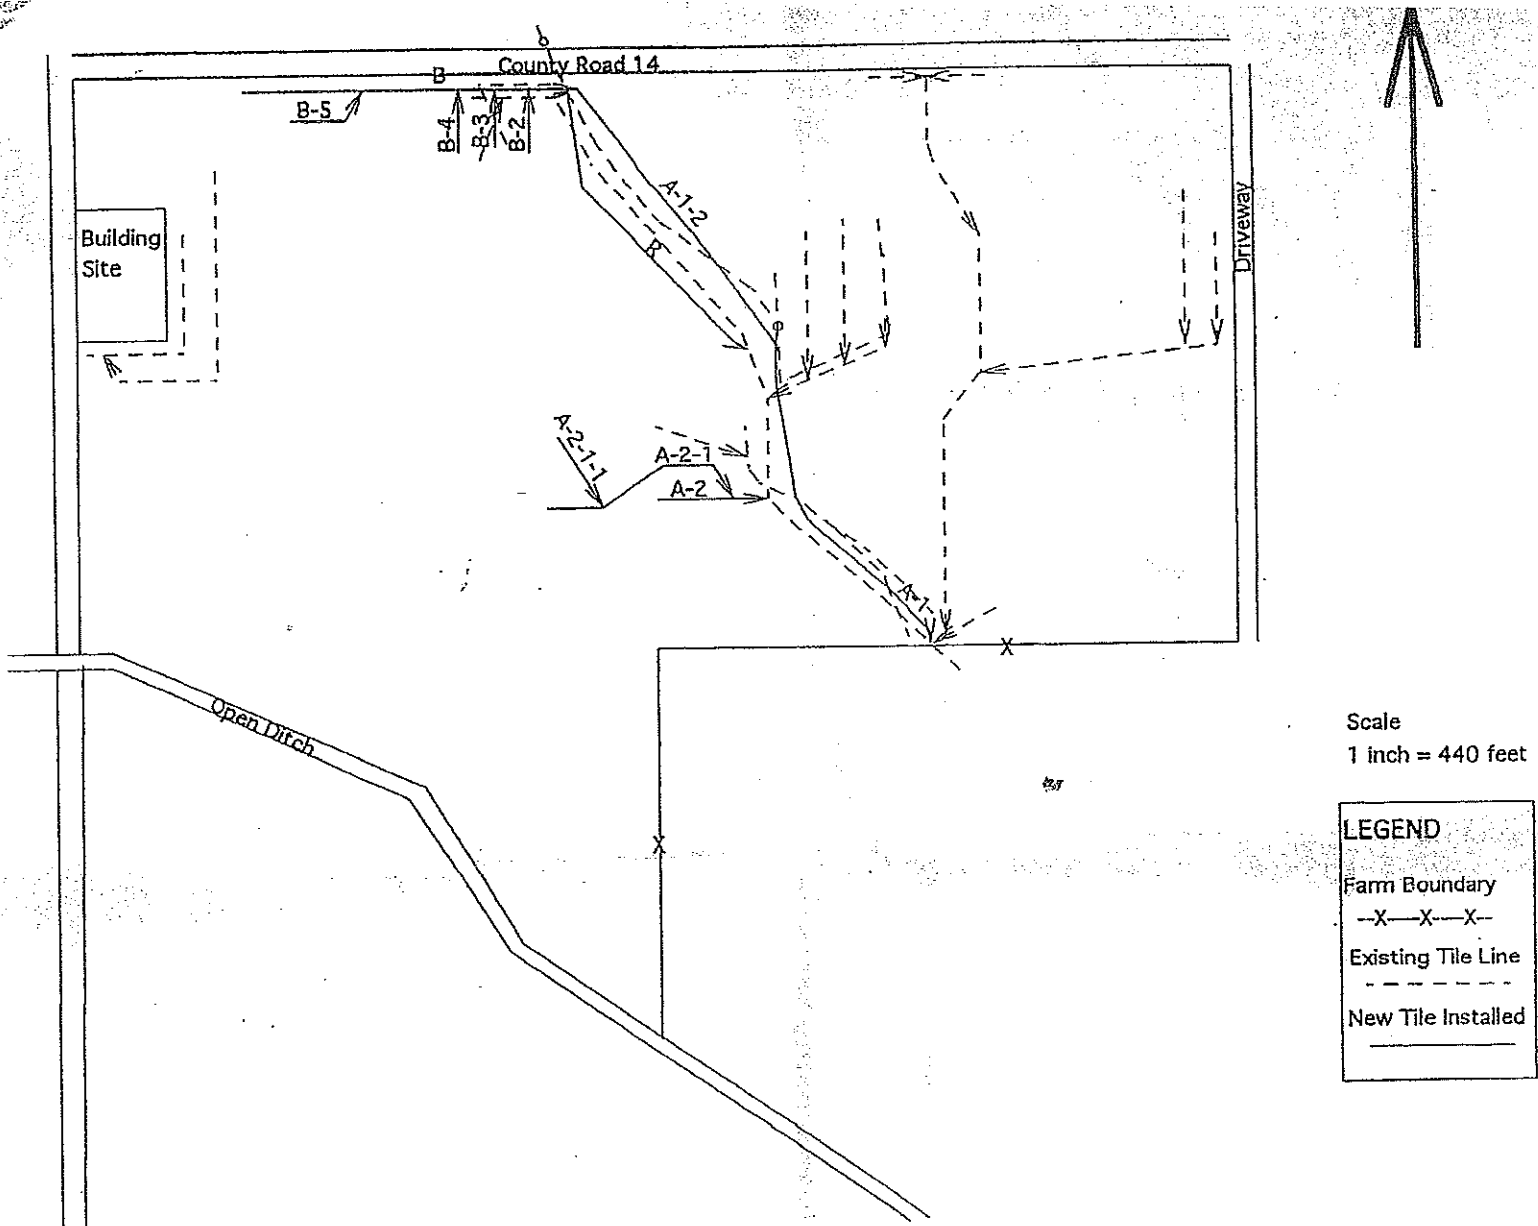 County Road 14
B
B-5
B-4
B-3
B-2
A-1-2
Building
Site
Driveway
A-2-1-1
A-2-1
A-2
A-1
X
Open Ditch
X
Scale
1 inch = 440 feet
LEGEND
Farm Boundary
--X---X---X--
Existing Tile Line
New Tile Installed